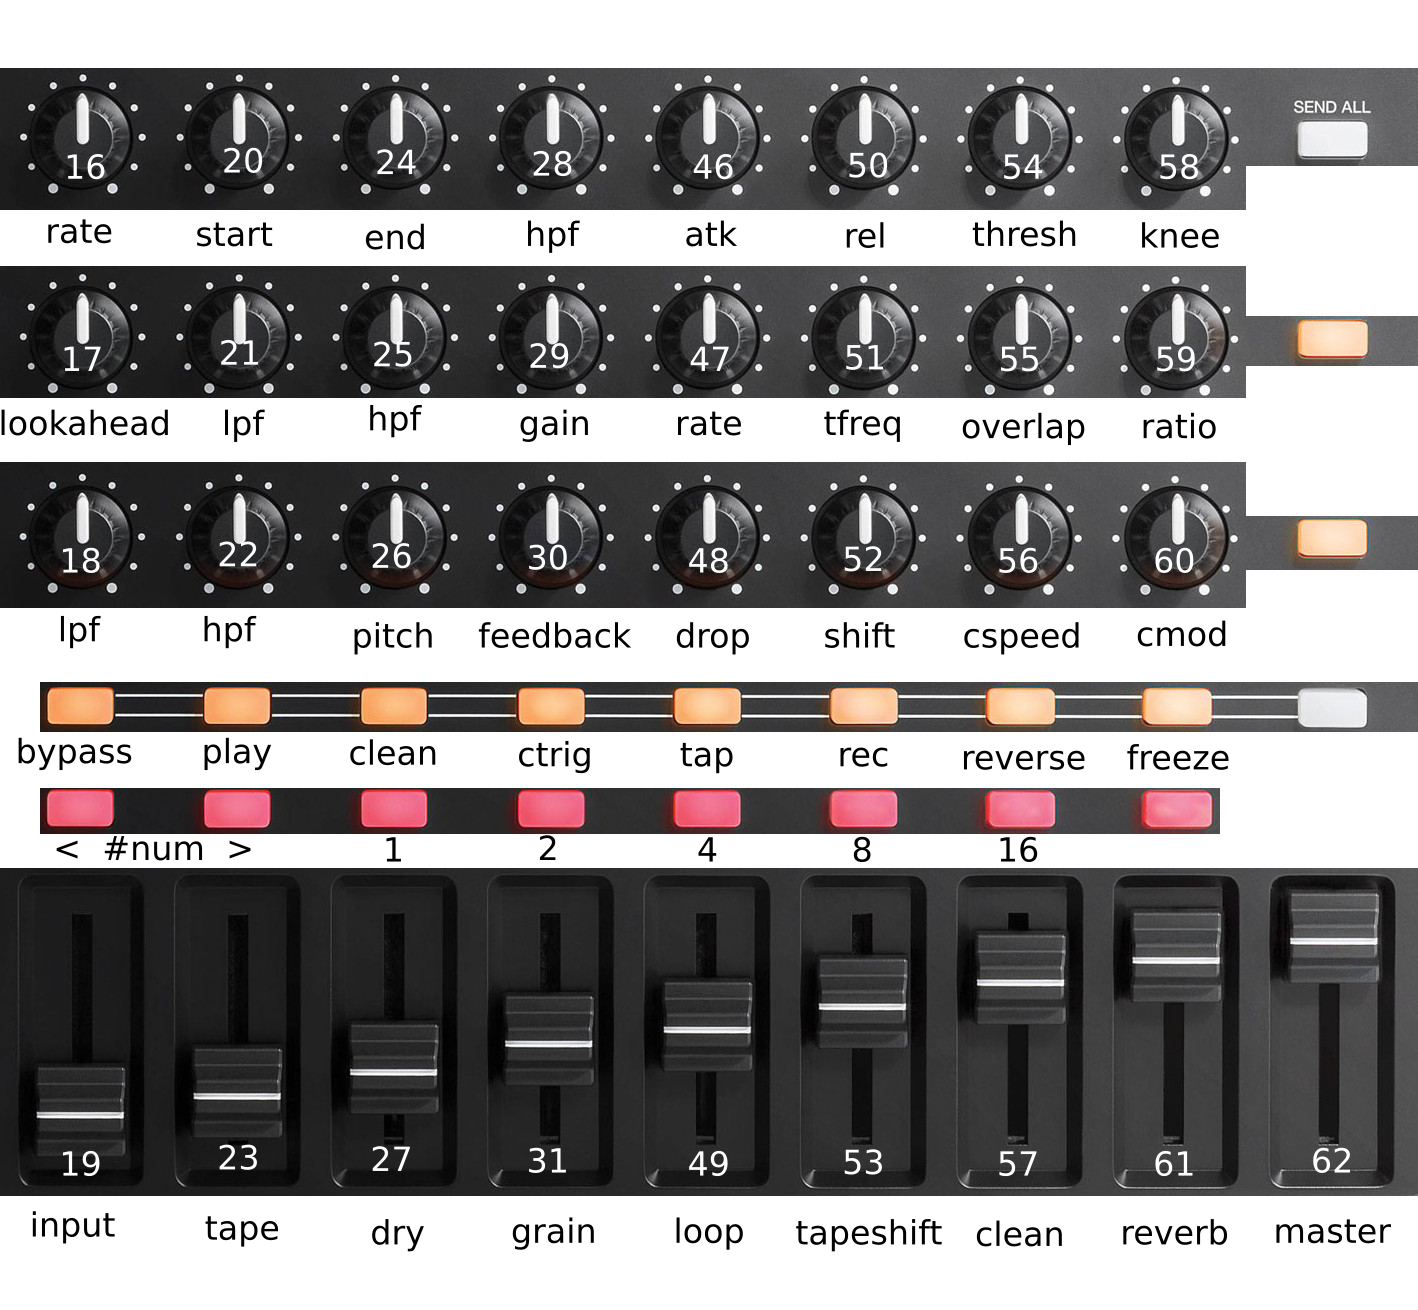 SEND ALL
16 20 24 28 46 50 54 58
rate start end hpf atk rel thresh knee
17 21 25 29 47 51 55 59
lookahead lpf hpf gain rate tfreq overlap ratio
18 22 26 30 48 52 56 60
lpf hpf pitch feedback drop shift cspeed cmod
bypass play clean ctrig tap rec reverse freeze
< #num > 1 2 4 8 16
19 23 27 31 49 53 57 61 62
input tape dry grain loop tapeshift clean reverb master